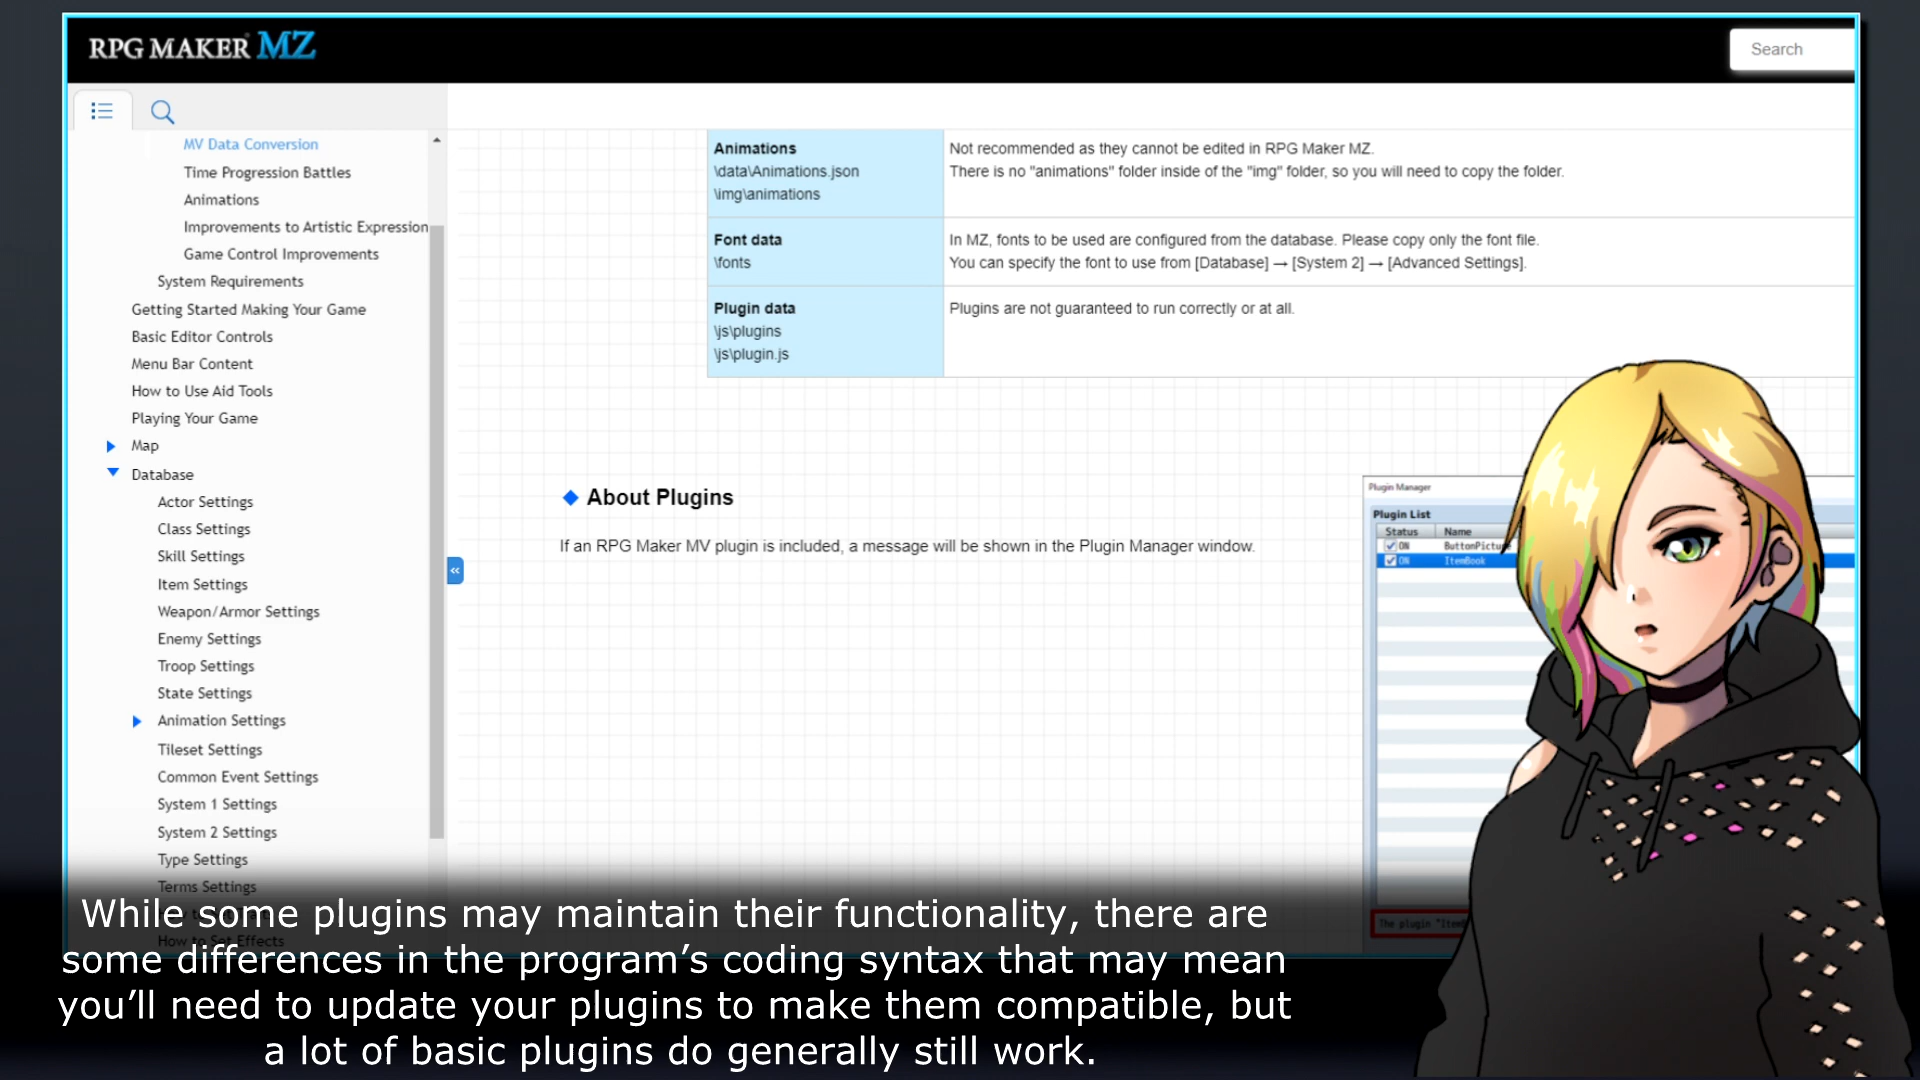 RPG MAKER MZ
Search
MV Data Conversion
Time Progression Battles
Animations
Improvements to Artistic Expression
Game Control Improvements
System Requirements
Getting Started Making Your Game
Basic Editor Controls
Menu Bar Content
How to Use Aid Tools
Playing Your Game
Map
Database
Actor Settings
Class Settings
Skill Settings
Item Settings
Weapon/Armor Settings
Enemy Settings
Troop Settings
State Settings
Animation Settings
Tileset Settings
Common Event Settings
System 1 Settings
System 2 Settings
Type Settings
Terms Settings
How to Set Effects
Animations
\data\Animations.json
\img\animations
Not recommended as they cannot be edited in RPG Maker MZ.
There is no "animations" folder inside of the "img" folder, so you will need to copy the folder.
Font data
\fonts
In MZ, fonts to be used are configured from the database. Please copy only the font file.
You can specify the font to use from [Database] → [System 2] → [Advanced Settings].
Plugin data
\js\plugins
\js\plugin.js
Plugins are not guaranteed to run correctly or at all.
About Plugins
If an RPG Maker MV plugin is included, a message will be shown in the Plugin Manager window.
Plugin Manager
Plugin List
Status Name
ON ButtonPictu
ON ItemBook
The plugin "Item
While some plugins may maintain their functionality, there are
some differences in the program's coding syntax that may mean
you'll need to update your plugins to make them compatible, but
a lot of basic plugins do generally still work.